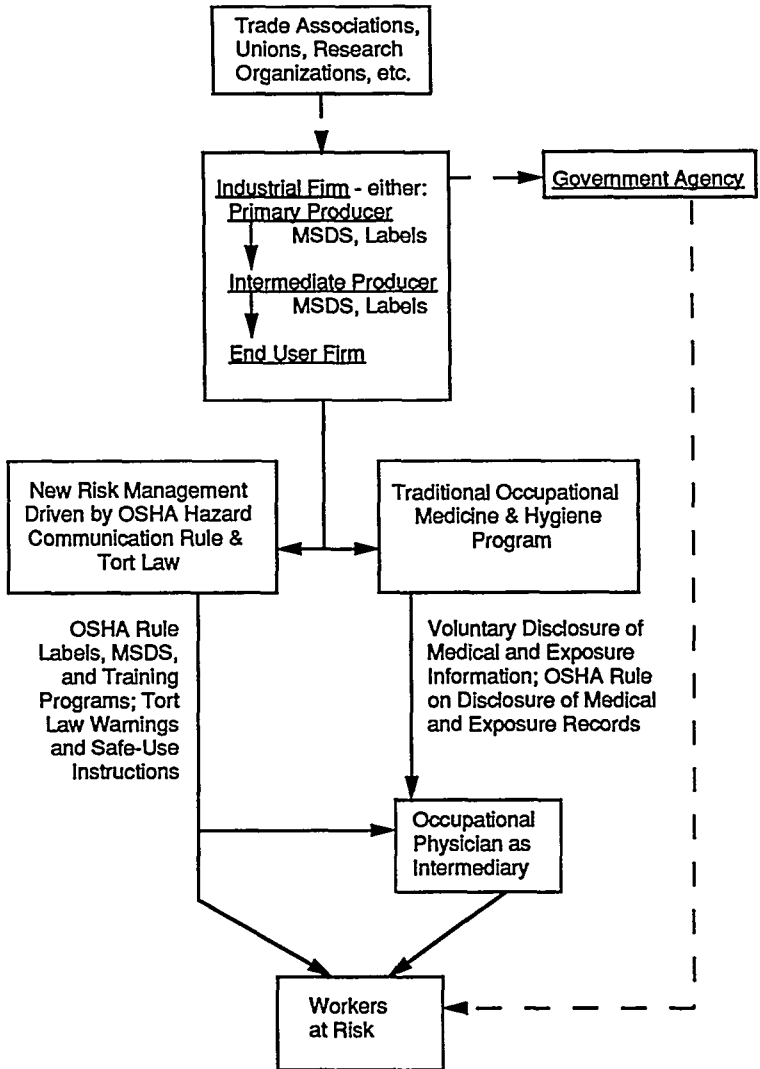 Trade Associations,
Unions, Research
Organizations, etc.
Industrial Firm - either:
Primary Producer
MSDS, Labels
Intermediate Producer
MSDS, Labels
End User Firm
Government Agency
New Risk Management
Driven by OSHA Hazard
Communication Rule &
Tort Law
Traditional Occupational
Medicine & Hygiene
Program
OSHA Rule
Labels, MSDS,
and Training
Programs; Tort
Law Warnings
and Safe-Use
Instructions
Voluntary Disclosure of
Medical and Exposure
Information; OSHA Rule
on Disclosure of Medical
and Exposure Records
Occupational
Physician as
Intermediary
Workers
at Risk